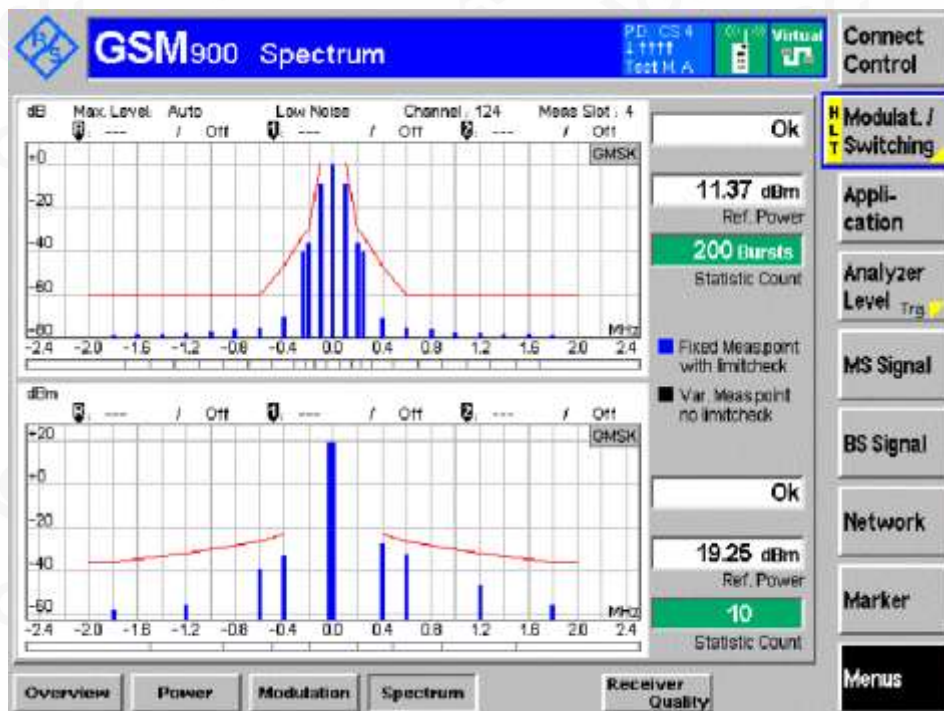 R S
GSM900 Spectrum
P.D. CS 4
Test M. A.
Virtual
Connect Control
dB Max. Level: Auto Low Noise Channel: 124 Meas Slot: 4
--- / Off --- / Off 2: --- / Off
GMSK
+0
-20
-40
-60
-80
MHz
-2.4 -2.0 -1.6 -1.2 -0.8 -0.4 0.0 0.4 0.8 1.2 1.6 2.0 2.4
Ok
11.37 dBm
Ref. Power
200 Bursts
Statistic Count
Fixed Meas.point
with limitcheck
Var. Meas.point
no limitcheck
dBm
--- / Off --- / Off 2: --- / Off
GMSK
+20
+0
-20
-40
-60
MHz
-2.4 -2.0 -1.6 -1.2 -0.8 -0.4 0.0 0.4 0.8 1.2 1.6 2.0 2.4
Ok
19.25 dBm
Ref. Power
10
Statistic Count
HLT
Modulat. /
Switching
Appli-
cation
Analyzer
Level Trg.
MS Signal
BS Signal
Network
Marker
Menus
Overview
Power
Modulation
Spectrum
Receiver
Quality